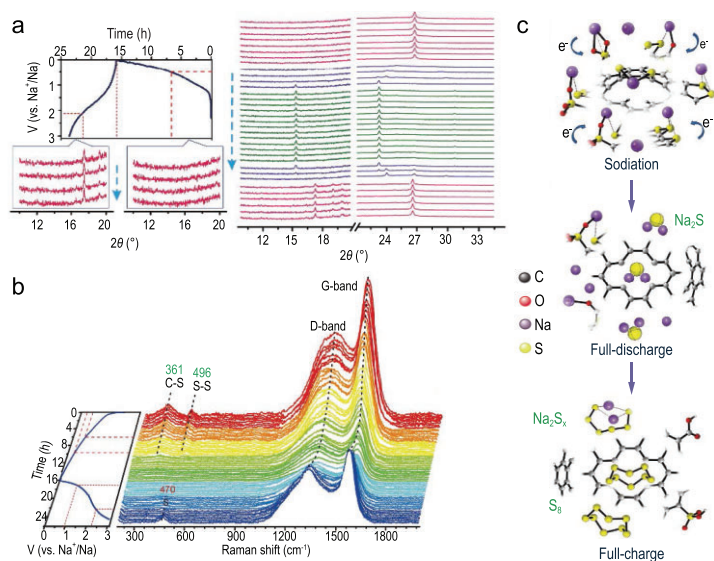 a
Time (h)
25 20 15 10 5 0
V (vs. Na⁺/Na)
0
1
2
3
12 16 20
12 16 20
2θ (°)
12 15 18 21 24 27 30 33
2θ (°)
b
G-band
D-band
361
C-S
496
S-S
470
Time (h)
0
4
8
12
16
20
24
0 1 2 3
V (vs. Na⁺/Na)
300 600 900 1200 1500 1800
Raman shift (cm⁻¹)
c
e⁻ e⁻
e⁻ e⁻
Sodiation
Na₂S
C
O
Na
S
Full-discharge
Na₂Sₓ
S₈
Full-charge